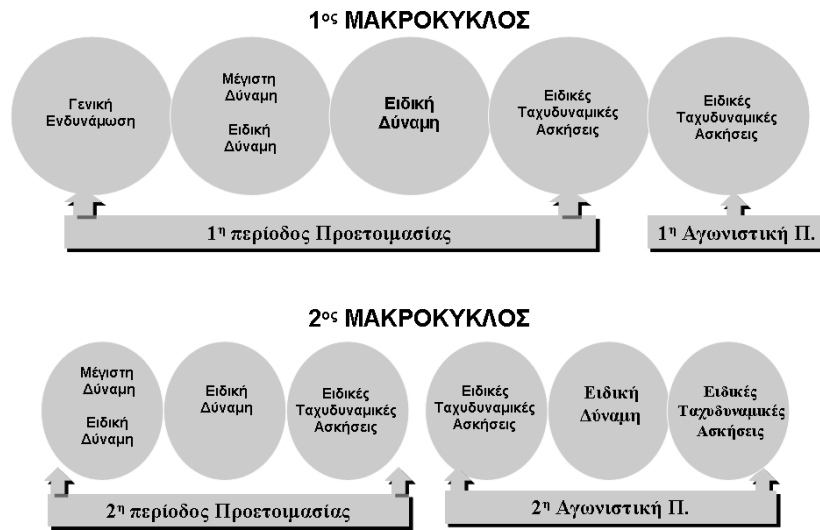 1ος ΜΑΚΡΟΚΥΚΛΟΣ
Γενική
Ενδυνάμωση
Μέγιστη
Δύναμη
Ειδική
Δύναμη
Ειδική
Δύναμη
Ειδικές
Ταχυδυναμικές
Ασκήσεις
Ειδικές
Ταχυδυναμικές
Ασκήσεις
1η περίοδος Προετοιμασίας
1η Αγωνιστική Π.
2ος ΜΑΚΡΟΚΥΚΛΟΣ
Μέγιστη
Δύναμη
Ειδική
Δύναμη
Ειδική
Δύναμη
Ειδικές
Ταχυδυναμικές
Ασκήσεις
Ειδικές
Ταχυδυναμικές
Ασκήσεις
Ειδική
Δύναμη
Ειδικές
Ταχυδυναμικές
Ασκήσεις
2η περίοδος Προετοιμασίας
2η Αγωνιστική Π.